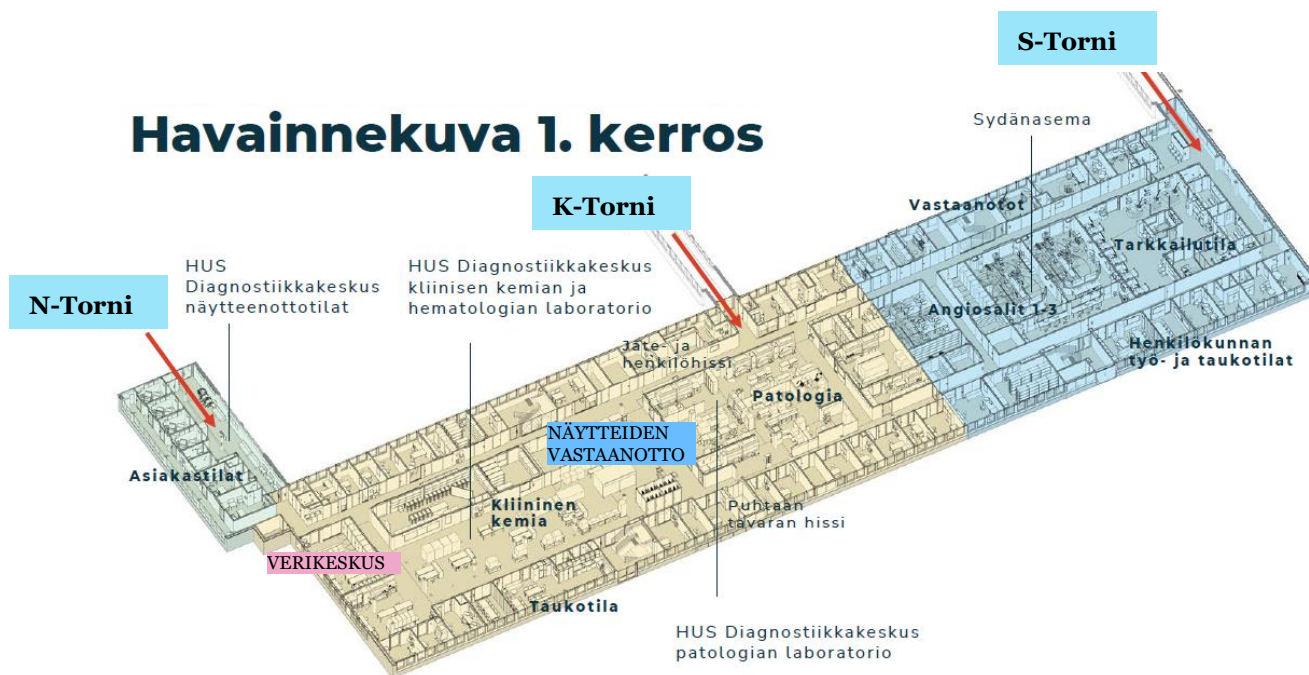 S-Torni
Havainnekuva 1. kerros
Sydänasema
K-Torni
Vastaanotot
Tarkkailutila
N-Torni
HUS
Diagnostiikkakeskus
näytteenottotilat
HUS Diagnostiikkakeskus
kliinisen kemian ja
hematologian laboratorio
Angiosalit 1-3
Jäte- ja
henkilöhissi
Henkilökunnan
työ- ja taukotilat
Patologia
NÄYTTEIDEN
VASTAANOTTO
Asiakastilat
Kliininen
kemia
Puhtaan
tavaran hissi
VERIKESKUS
Taukotila
HUS Diagnostiikkakeskus
patologian laboratorio